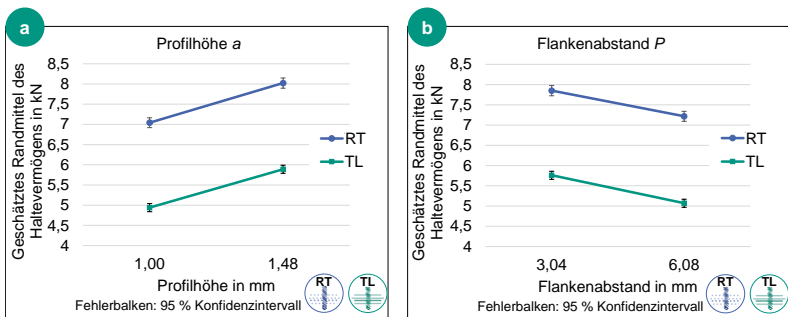 a
Profilhöhe a
Geschätztes Randmittel des
Haltevermögens in kN
8,5
8
7,5
7
6,5
6
5,5
5
4,5
4
RT
TL
1,00
1,48
Profilhöhe in mm
Fehlerbalken: 95 % Konfidenzintervall
RT
TL
b
Flankenabstand P
Geschätztes Randmittel des
Haltevermögens in kN
8,5
8
7,5
7
6,5
6
5,5
5
4,5
4
RT
TL
3,04
6,08
Flankenabstand in mm
Fehlerbalken: 95 % Konfidenzintervall
RT
TL